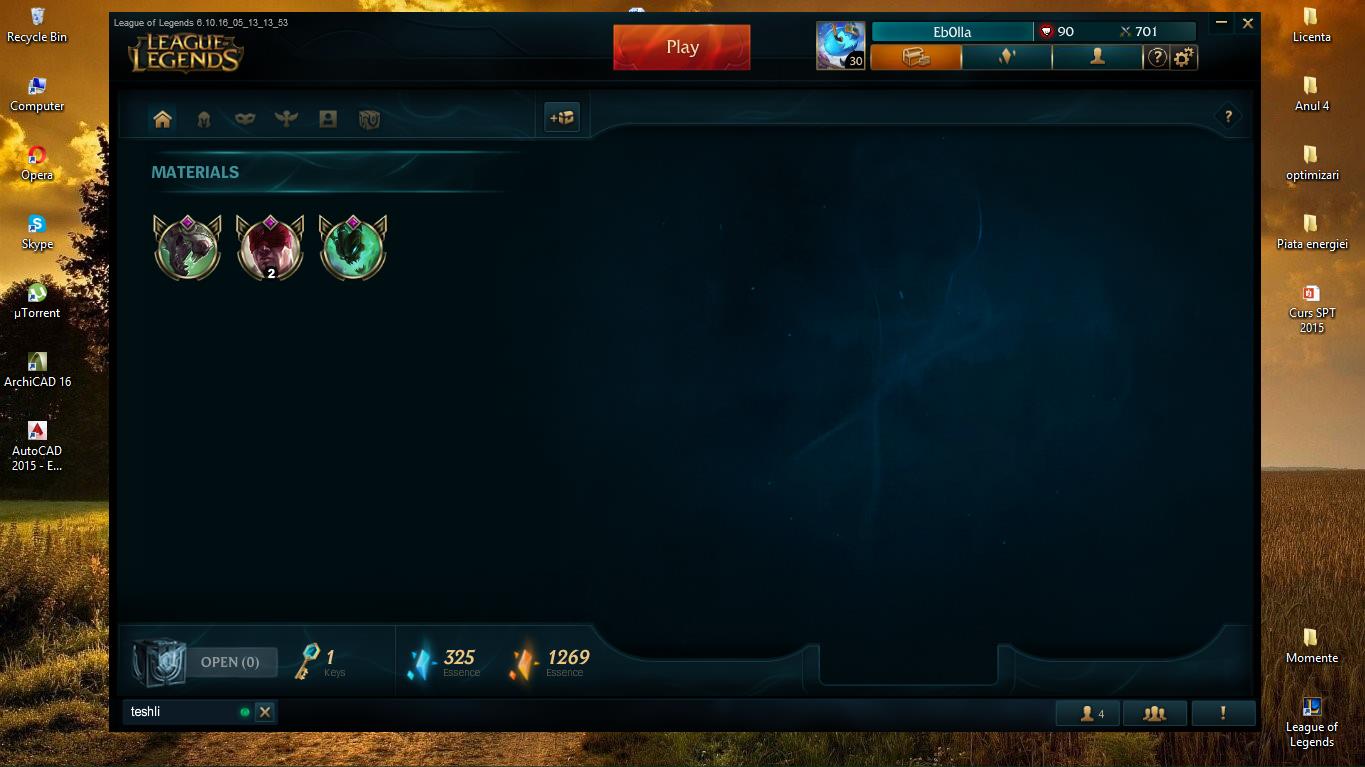 Recycle Bin
Computer
Opera
Skype
µTorrent
ArchiCAD 16
AutoCAD
2015 - E...
League of Legends 6.10.16_05_13_13_53
LEAGUE OF
LEGENDS
Play
30
Eb0lla
90
701
?
?
MATERIALS
2
OPEN (0)
1
Keys
325
Essence
1269
Essence
teshli
4
!
Licenta
Anul 4
optimizari
Piata energiei
Curs SPT
2015
Momente
League of
Legends